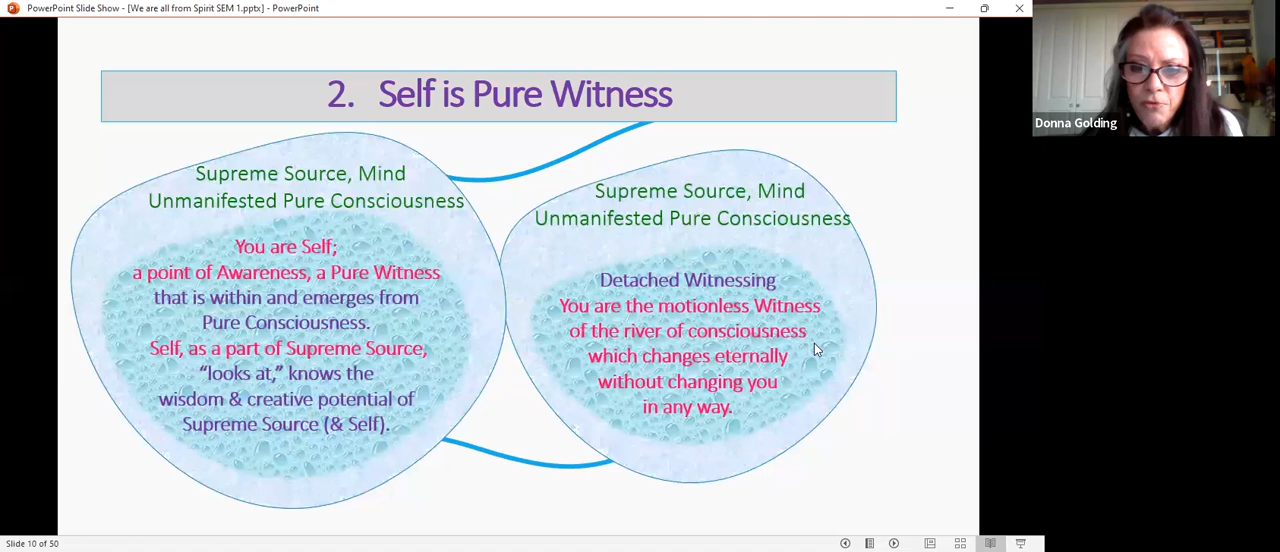 PowerPoint Slide Show - [We are all from Spirit SEM 1.pptx] - PowerPoint
Donna Golding
2. Self is Pure Witness
Supreme Source, Mind
Unmanifested Pure Consciousness
You are Self;
a point of Awareness, a Pure Witness
that is within and emerges from
Pure Consciousness.
Self, as a part of Supreme Source,
“looks at,” knows the
wisdom & creative potential of
Supreme Source (& Self).
Supreme Source, Mind
Unmanifested Pure Consciousness
Detached Witnessing
You are the motionless Witness
of the river of consciousness
which changes eternally
without changing you
in any way.
Slide 10 of 50